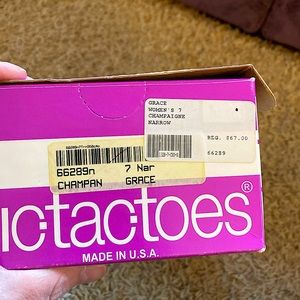 GRACE
WOMEN'S 7
CHAMPAIGNE
NARROW
REG. $67.00
66289
66289n 7 Nar
CHAMPAN GRACE
ictactoes®
MADE IN U.S.A.